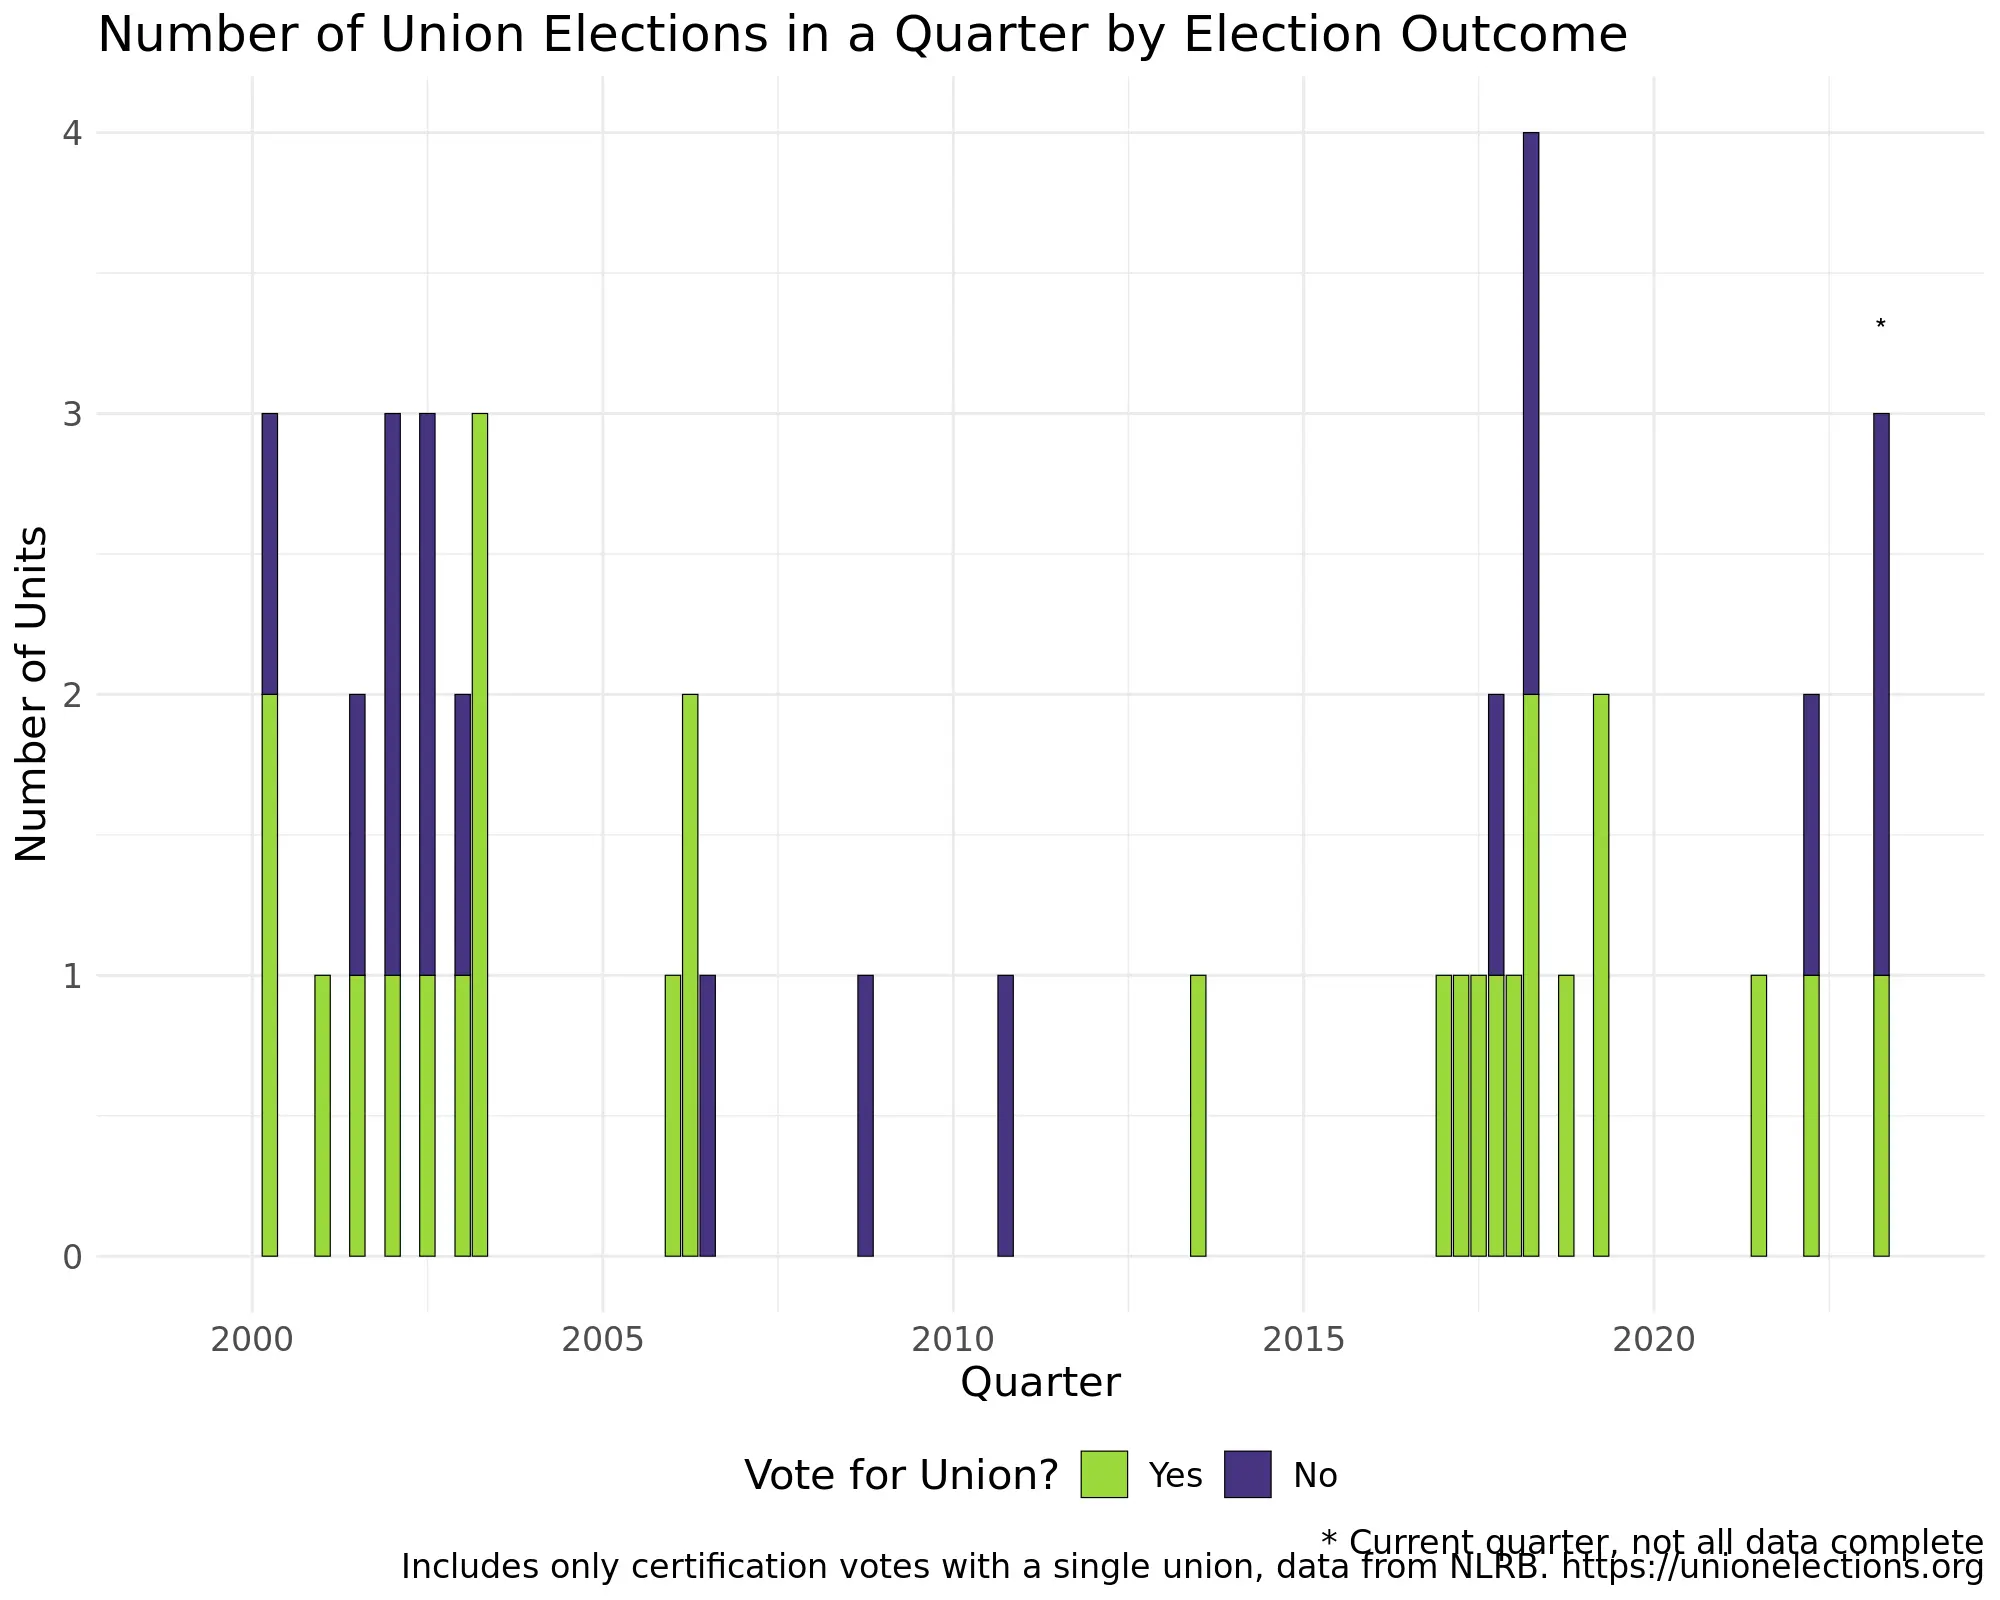 Number of Union Elections in a Quarter by Election Outcome
4
*
3
2
1
0
Number of Units
2000 2005 2010 2015 2020
Quarter
Vote for Union? Yes No
* Current quarter, not all data complete
Includes only certification votes with a single union, data from NLRB. https://unionelections.org